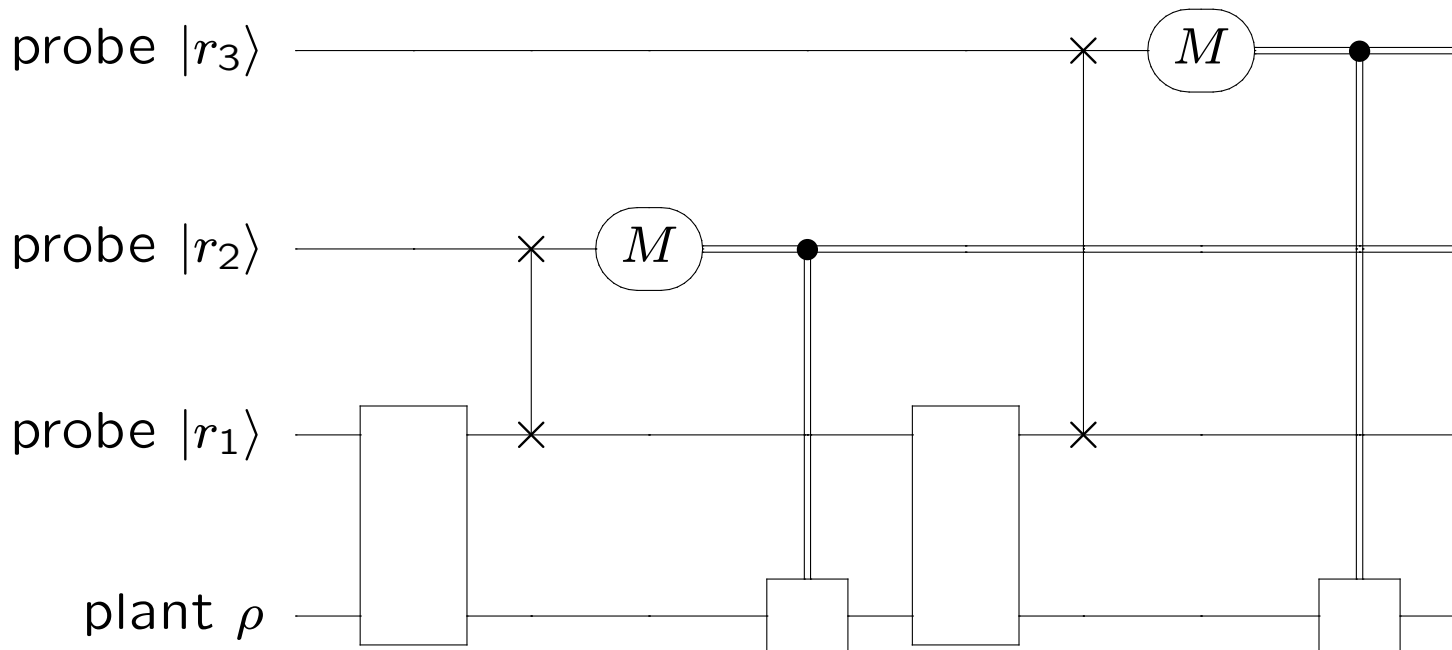 probe |r₃⟩ M
probe |r₂⟩ M
probe |r₁⟩
plant ρ